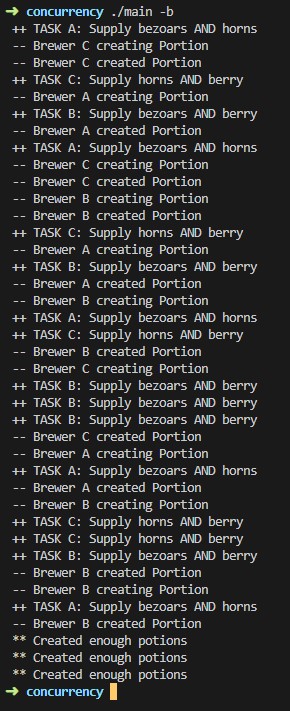 ➜ concurrency ./main -b
++ TASK A: Supply bezoars AND horns
-- Brewer C creating Portion
-- Brewer C created Portion
++ TASK C: Supply horns AND berry
-- Brewer A creating Portion
++ TASK B: Supply bezoars AND berry
-- Brewer A created Portion
++ TASK A: Supply bezoars AND horns
-- Brewer C creating Portion
-- Brewer C created Portion
-- Brewer B creating Portion
-- Brewer B created Portion
++ TASK C: Supply horns AND berry
-- Brewer A creating Portion
++ TASK B: Supply bezoars AND berry
-- Brewer A created Portion
-- Brewer B creating Portion
++ TASK A: Supply bezoars AND horns
++ TASK C: Supply horns AND berry
-- Brewer B created Portion
-- Brewer C creating Portion
++ TASK B: Supply bezoars AND berry
++ TASK B: Supply bezoars AND berry
++ TASK B: Supply bezoars AND berry
-- Brewer C created Portion
-- Brewer A creating Portion
++ TASK A: Supply bezoars AND horns
-- Brewer A created Portion
-- Brewer B creating Portion
++ TASK C: Supply horns AND berry
++ TASK C: Supply horns AND berry
++ TASK B: Supply bezoars AND berry
-- Brewer B created Portion
-- Brewer B creating Portion
++ TASK A: Supply bezoars AND horns
-- Brewer B created Portion
** Created enough potions
** Created enough potions
** Created enough potions
➜ concurrency